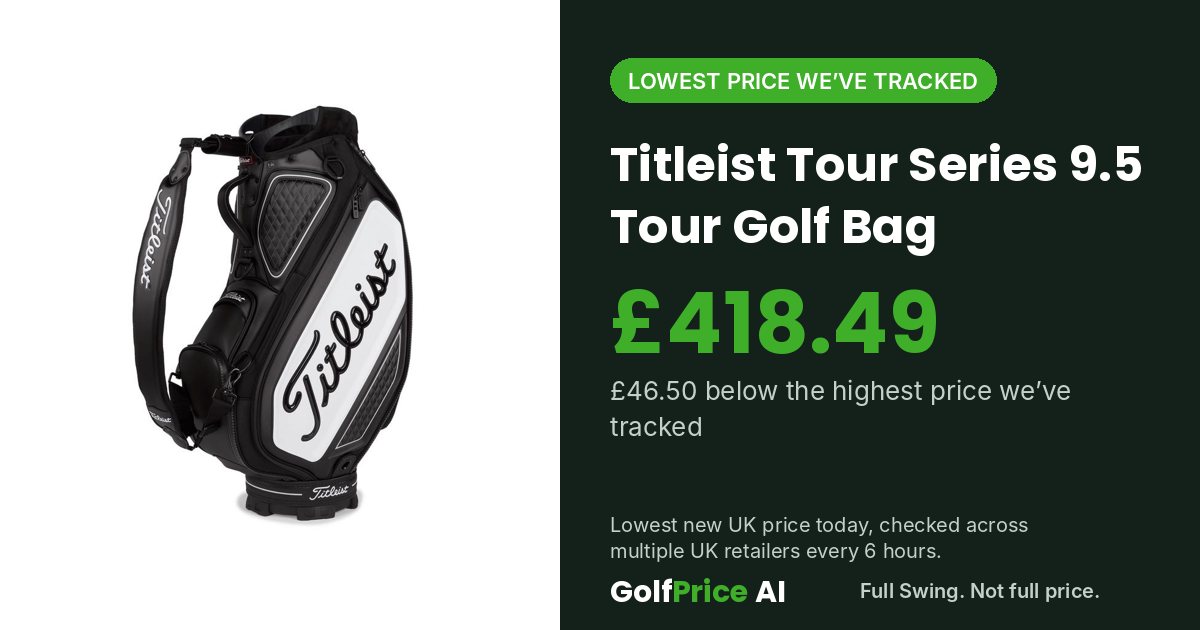 Titleist
Titleist
Titleist
LOWEST PRICE WE’VE TRACKED
Titleist Tour Series 9.5
Tour Golf Bag
£418.49
£46.50 below the highest price we’ve
tracked
Lowest new UK price today, checked across
multiple UK retailers every 6 hours.
GolfPrice AI
Full Swing. Not full price.